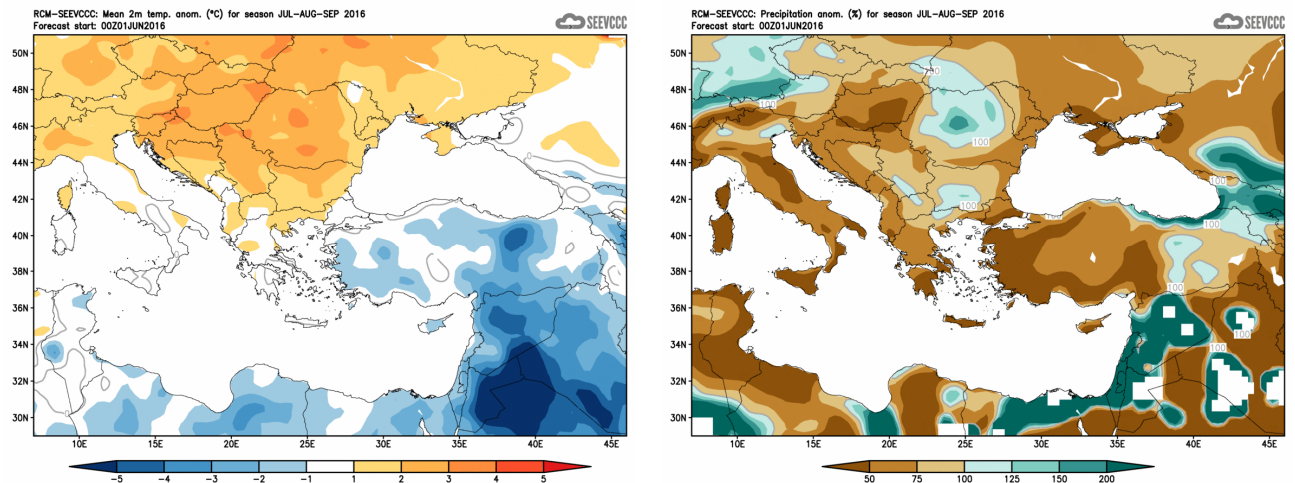 RCM-SEEVCCC: Mean 2m temp. anom. (°C) for season JUL-AUG-SEP 2016
Forecast start: 00Z01JUN2016
SEEVCCC
50N
48N
46N
44N
42N
40N
38N
36N
34N
32N
30N
10E 15E 20E 25E 30E 35E 40E 45E
-5 -4 -3 -2 -1 1 2 3 4 5
RCM-SEEVCCC: Precipitation anom. (%) for season JUL-AUG-SEP 2016
Forecast start: 00Z01JUN2016
SEEVCCC
50N
48N
46N
44N
42N
40N
38N
36N
34N
32N
30N
100
100
100
100
100
100
100
100
10E 15E 20E 25E 30E 35E 40E 45E
50 75 100 125 150 200